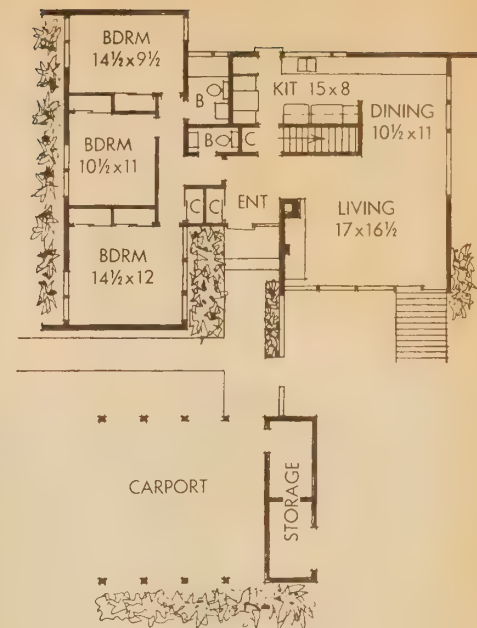 BDRM
14½x9½
B
KIT 15x8
DINING
10½x11
BDRM
10½x11
B
C
C
C
ENT
LIVING
17x16½
BDRM
14½x12
CARPORT
STORAGE